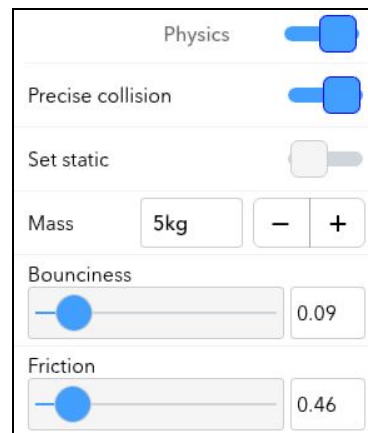 Physics
Precise collision
Set static
Mass 5kg − +
Bounciness
0.09
Friction
0.46